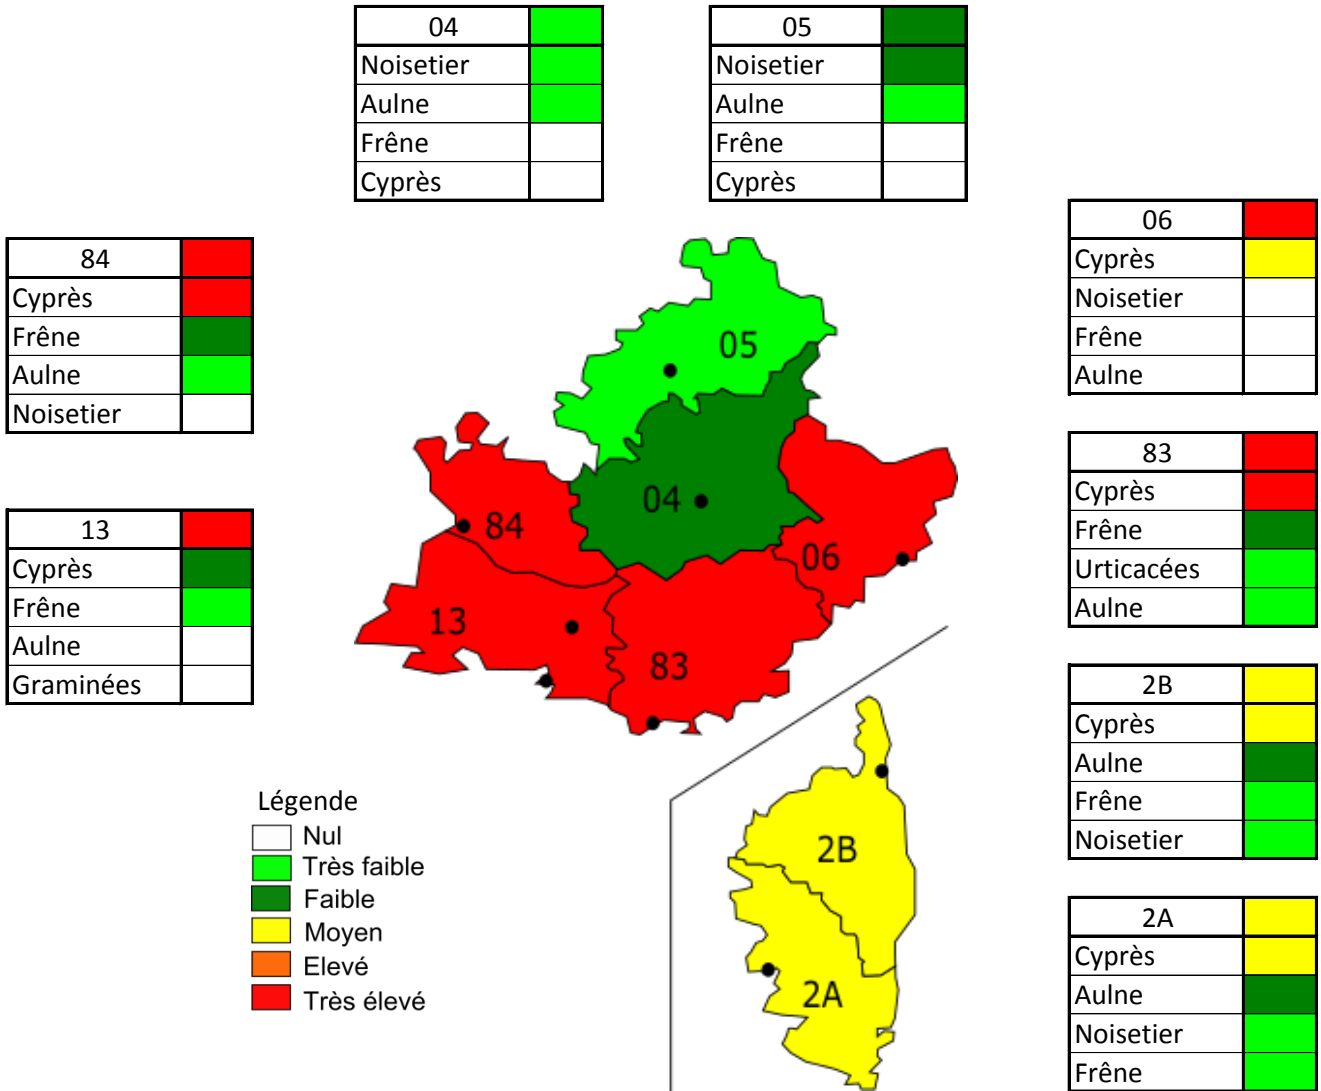 04
Noisetier
Aulne
Frêne
Cyprès
05
Noisetier
Aulne
Frêne
Cyprès
84
Cyprès
Frêne
Aulne
Noisetier
13
Cyprès
Frêne
Aulne
Graminées
06
Cyprès
Noisetier
Frêne
Aulne
83
Cyprès
Frêne
Urticacées
Aulne
2B
Cyprès
Aulne
Frêne
Noisetier
2A
Cyprès
Aulne
Noisetier
Frêne
05
04
84
06
13
83
2B
2A
Légende
Nul
Très faible
Faible
Moyen
Elevé
Très élevé